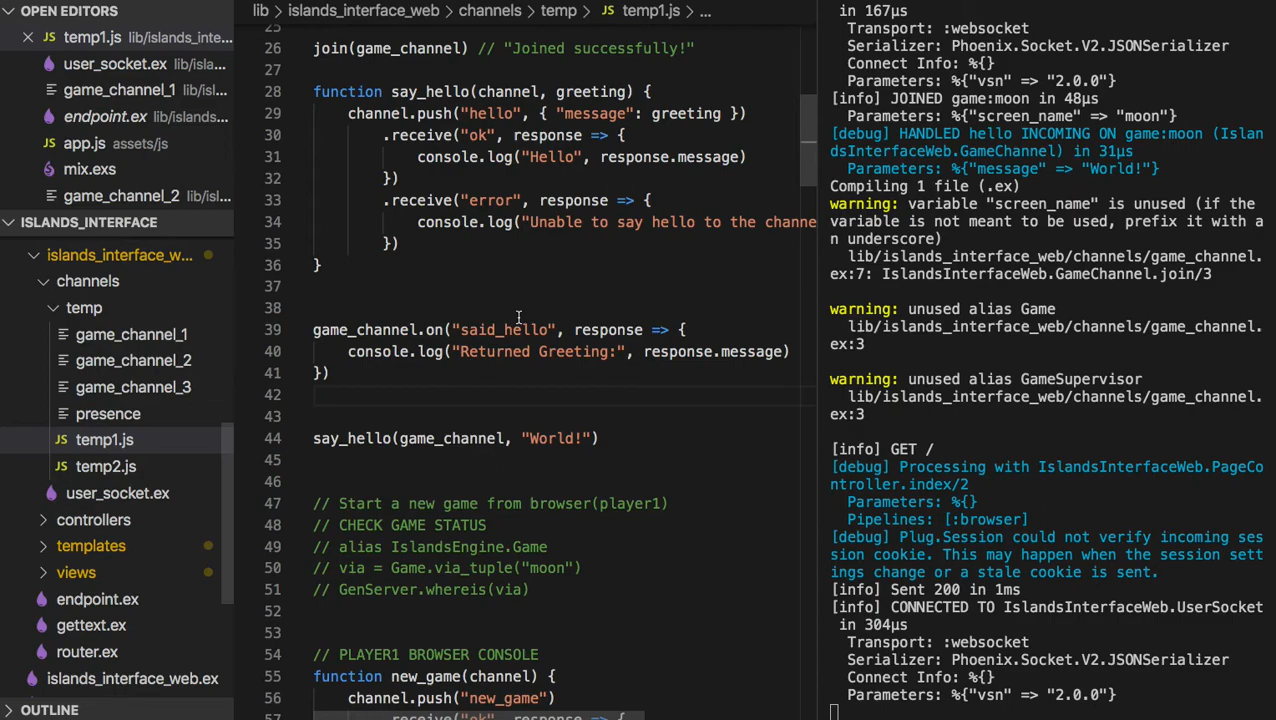 OPEN EDITORS
temp1.js lib/islands_inte...
user_socket.ex lib/isla...
game_channel_1 lib/i...
endpoint.ex lib/islands...
app.js assets/js
mix.exs
game_channel_2 lib/i...
ISLANDS_INTERFACE
islands_interface_w...
channels
temp
game_channel_1
game_channel_2
game_channel_3
presence
JS temp1.js
JS temp2.js
user_socket.ex
controllers
templates
views
endpoint.ex
gettext.ex
router.ex
islands_interface_web.ex
OUTLINE
lib > islands_interface_web > channels > temp > JS temp1.js > ...
25
26 join(game_channel) // "Joined successfully!"
27
28 function say_hello(channel, greeting) {
29 channel.push("hello", { "message": greeting })
30 .receive("ok", response => {
31 console.log("Hello", response.message)
32 })
33 .receive("error", response => {
34 console.log("Unable to say hello to the channe
35 })
36 }
37
38
39 game_channel.on("said_hello", response => {
40 console.log("Returned Greeting:", response.message)
41 })
42
43
44 say_hello(game_channel, "World!")
45
46
47 // Start a new game from browser(player1)
48 // CHECK GAME STATUS
49 // alias IslandsEngine.Game
50 // via = Game.via_tuple("moon")
51 // GenServer.whereis(via)
52
53
54 // PLAYER1 BROWSER CONSOLE
55 function new_game(channel) {
56 channel.push("new_game")
57 .receive("ok", response => {
in 167µs
Transport: :websocket
Serializer: Phoenix.Socket.V2.JSONSerializer
Connect Info: %{}
Parameters: %{"vsn" => "2.0.0"}
[info] JOINED game:moon in 48µs
Parameters: %{"screen_name" => "moon"}
[debug] HANDLED hello INCOMING ON game:moon (Islan
dsInterfaceWeb.GameChannel) in 31µs
Parameters: %{"message" => "World!"}
Compiling 1 file (.ex)
warning: variable "screen_name" is unused (if the
variable is not meant to be used, prefix it with a
n underscore)
lib/islands_interface_web/channels/game_channel.
ex:7: IslandsInterfaceWeb.GameChannel.join/3
warning: unused alias Game
lib/islands_interface_web/channels/game_channel.
ex:3
warning: unused alias GameSupervisor
lib/islands_interface_web/channels/game_channel.
ex:3
[info] GET /
[debug] Processing with IslandsInterfaceWeb.PageCo
ntroller.index/2
Parameters: %{}
Pipelines: [:browser]
[debug] Plug.Session could not verify incoming ses
sion cookie. This may happen when the session sett
ings change or a stale cookie is sent.
[info] Sent 200 in 1ms
[info] CONNECTED TO IslandsInterfaceWeb.UserSocket
in 304µs
Transport: :websocket
Serializer: Phoenix.Socket.V2.JSONSerializer
Connect Info: %{}
Parameters: %{"vsn" => "2.0.0"}